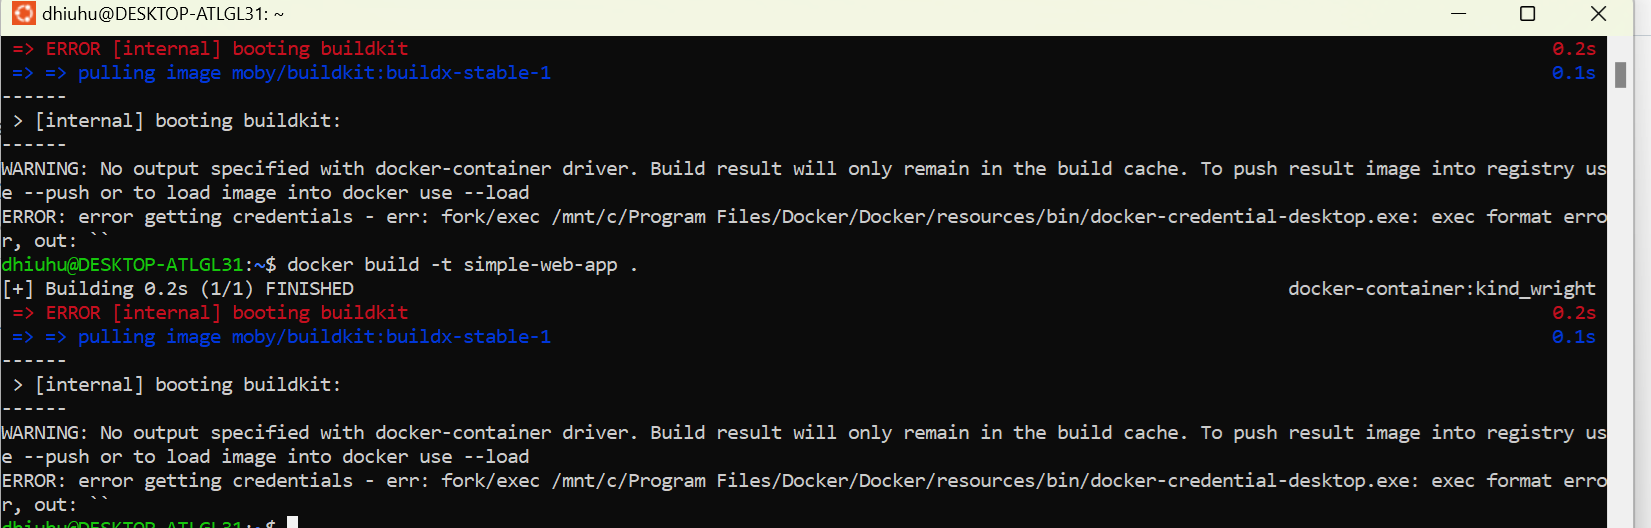 dhiuhu@DESKTOP-ATLGL31: ~
=> ERROR [internal] booting buildkit 0.2s
=> => pulling image moby/buildkit:buildx-stable-1 0.1s
------
> [internal] booting buildkit:
------
WARNING: No output specified with docker-container driver. Build result will only remain in the build cache. To push result image into registry us
e --push or to load image into docker use --load
ERROR: error getting credentials - err: fork/exec /mnt/c/Program Files/Docker/Docker/resources/bin/docker-credential-desktop.exe: exec format erro
r, out: ``
dhiuhu@DESKTOP-ATLGL31:~$ docker build -t simple-web-app .
[+] Building 0.2s (1/1) FINISHED docker-container:kind_wright
=> ERROR [internal] booting buildkit 0.2s
=> => pulling image moby/buildkit:buildx-stable-1 0.1s
------
> [internal] booting buildkit:
------
WARNING: No output specified with docker-container driver. Build result will only remain in the build cache. To push result image into registry us
e --push or to load image into docker use --load
ERROR: error getting credentials - err: fork/exec /mnt/c/Program Files/Docker/Docker/resources/bin/docker-credential-desktop.exe: exec format erro
r, out: ``
dhiuhu@DESKTOP-ATLGL31:~$